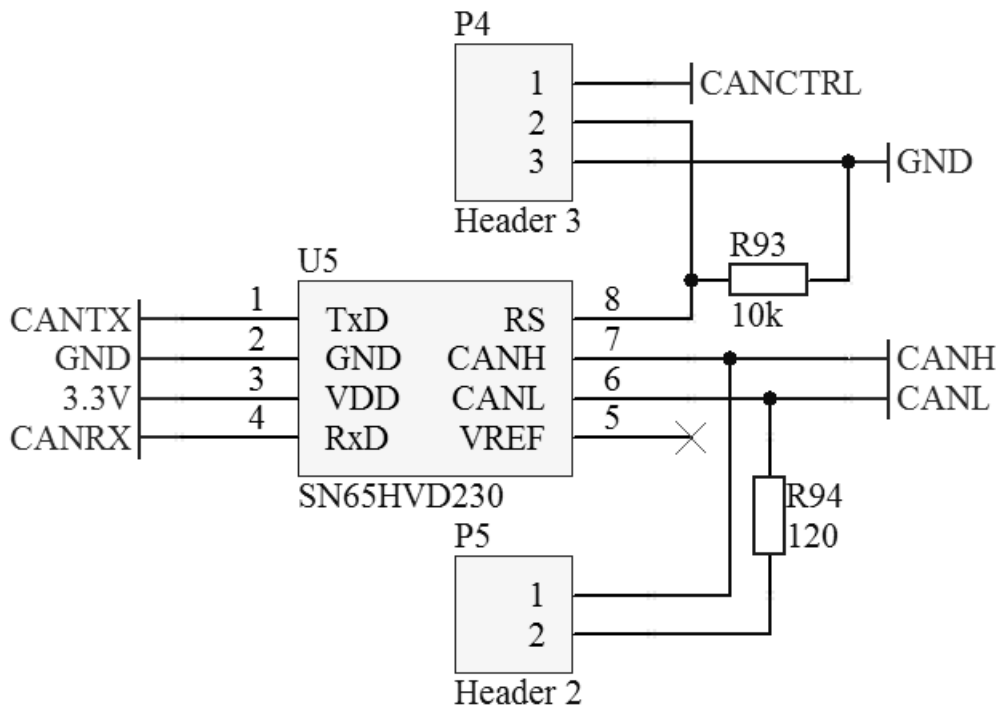 P4
1 CANCTRL
2
3 GND
Header 3
R93
10k
U5
CANTX 1 TxD RS 8
GND 2 GND CANH 7 CANH
3.3V 3 VDD CANL 6 CANL
CANRX 4 RxD VREF 5
SN65HVD230
R94
120
P5
1
2
Header 2